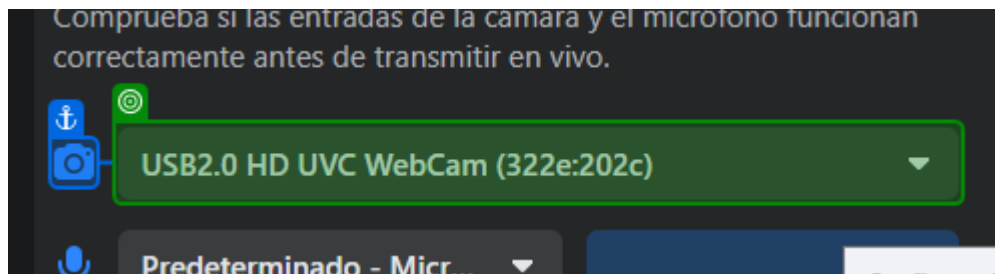 Comprueba si las entradas de la cámara y el micrófono funcionan
correctamente antes de transmitir en vivo.
USB2.0 HD UVC WebCam (322e:202c)
Predeterminado - Micr...